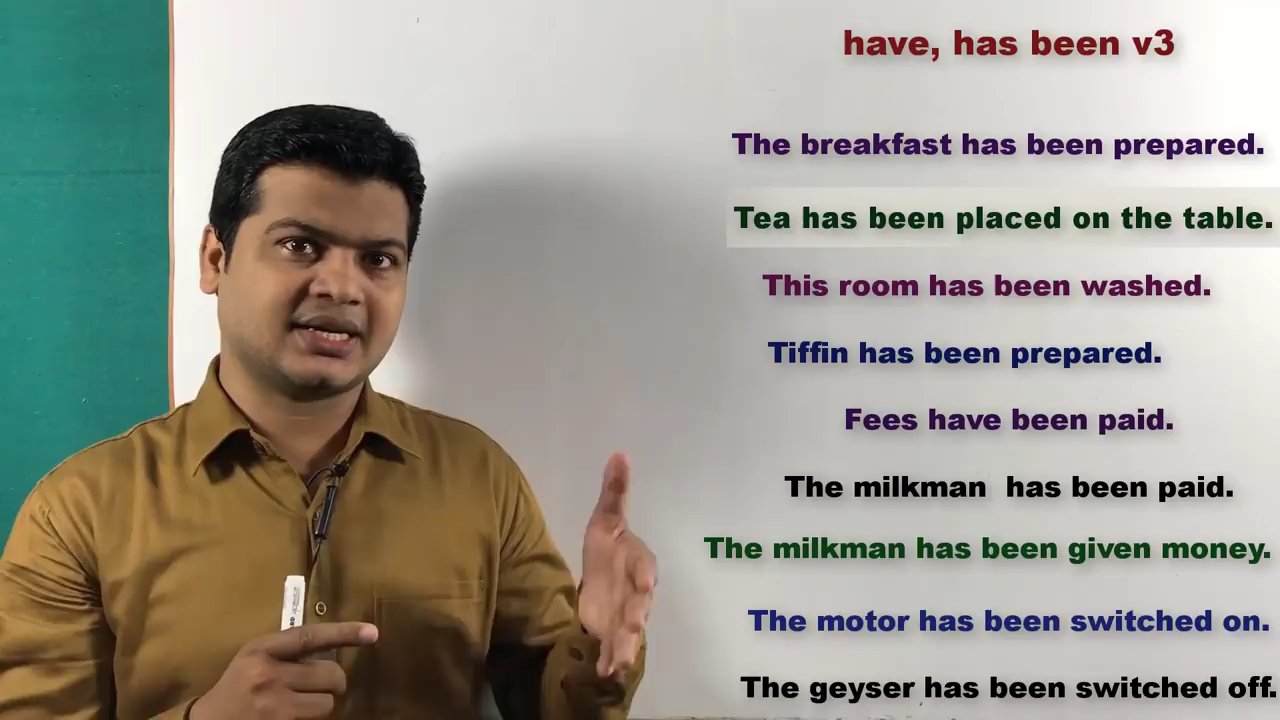 have, has been v3
The breakfast has been prepared.
Tea has been placed on the table.
This room has been washed.
Tiffin has been prepared.
Fees have been paid.
The milkman has been paid.
The milkman has been given money.
The motor has been switched on.
The geyser has been switched off.